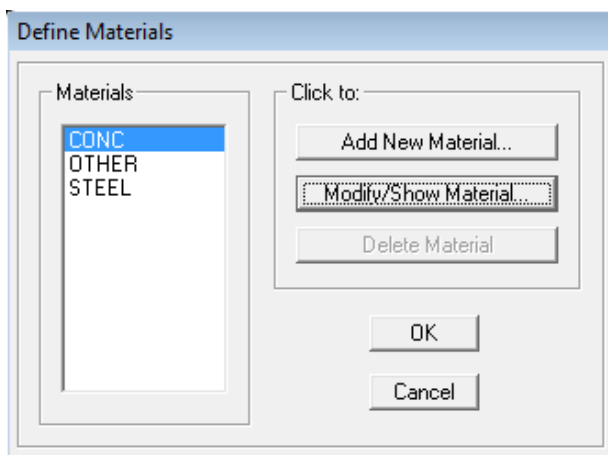 Define Materials
Materials
CONC
OTHER
STEEL
Click to:
Add New Material...
Modify/Show Material...
Delete Material
OK
Cancel